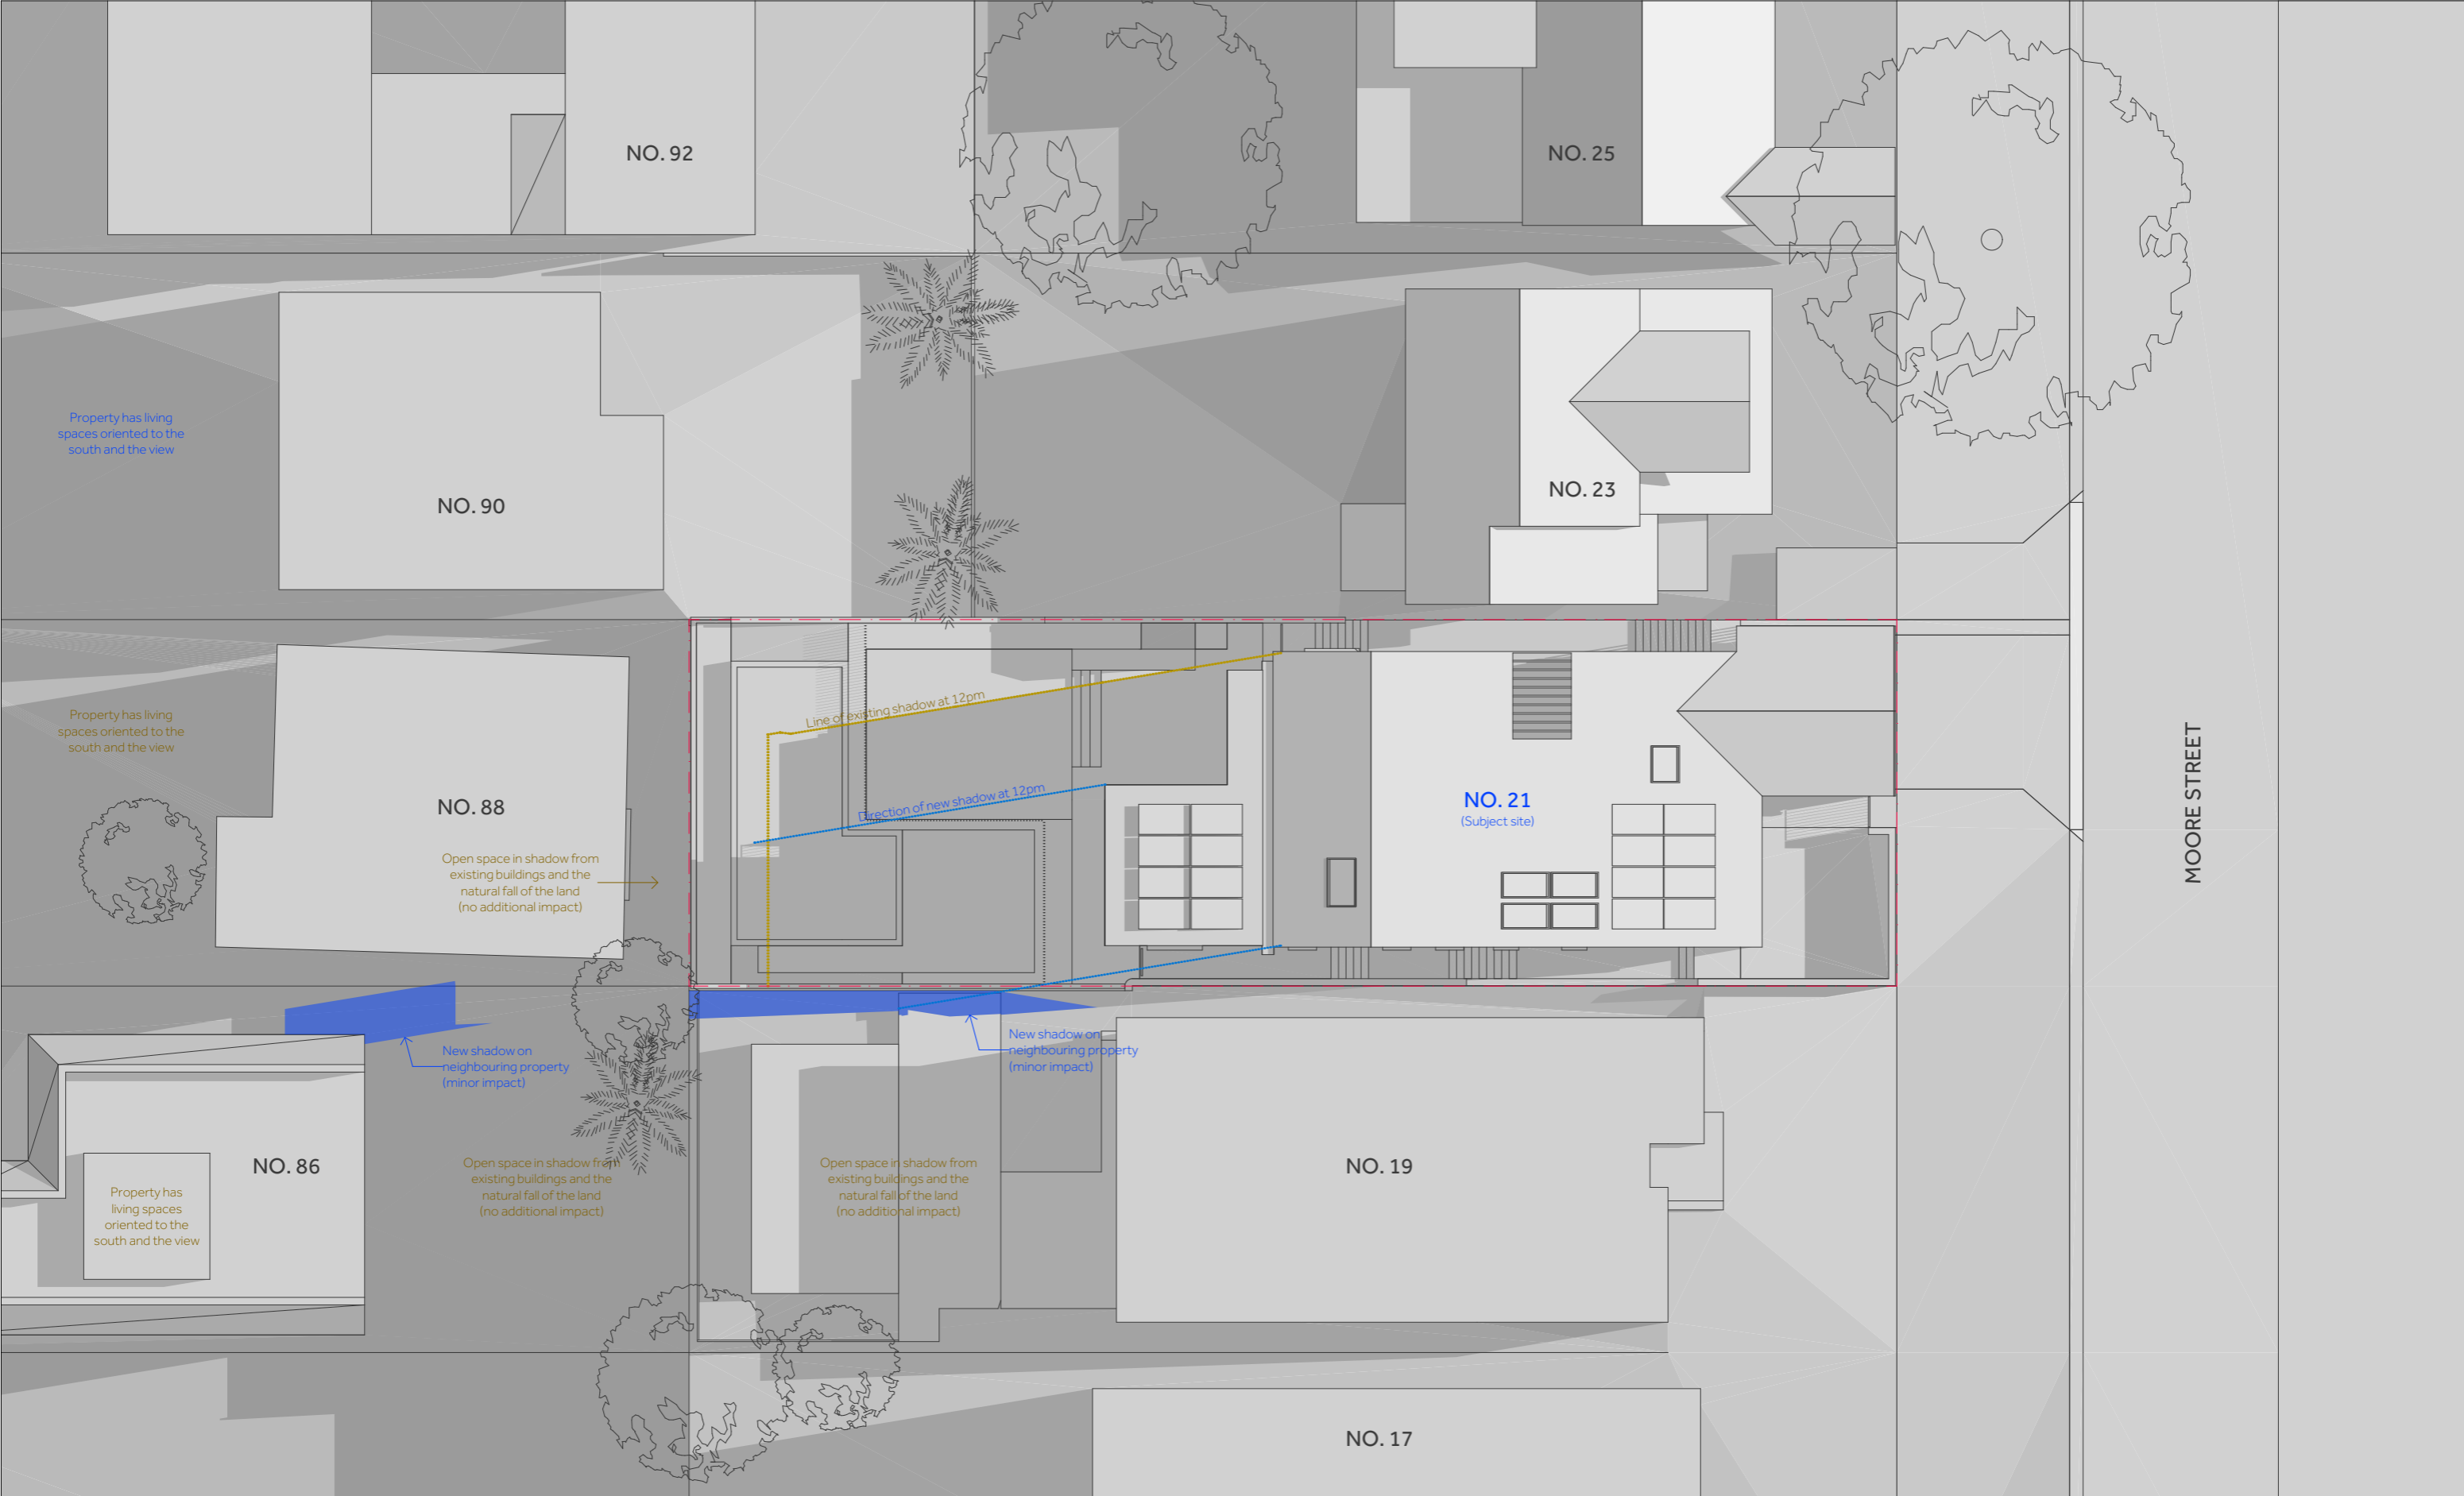 NO. 92
NO. 25
Property has living
spaces oriented to the
south and the view
NO. 90
NO. 23
Property has living
spaces oriented to the
south and the view
Line of existing shadow at 12pm
NO. 88
Direction of new shadow at 12pm
NO. 21
(Subject site)
MOORE STREET
Open space in shadow from
existing buildings and the
natural fall of the land
(no additional impact)
New shadow on
neighbouring property
(minor impact)
New shadow on
neighbouring property
(minor impact)
NO. 86
Property has
living spaces
oriented to the
south and the view
Open space in shadow from
existing buildings and the
natural fall of the land
(no additional impact)
Open space in shadow from
existing buildings and the
natural fall of the land
(no additional impact)
NO. 19
NO. 17